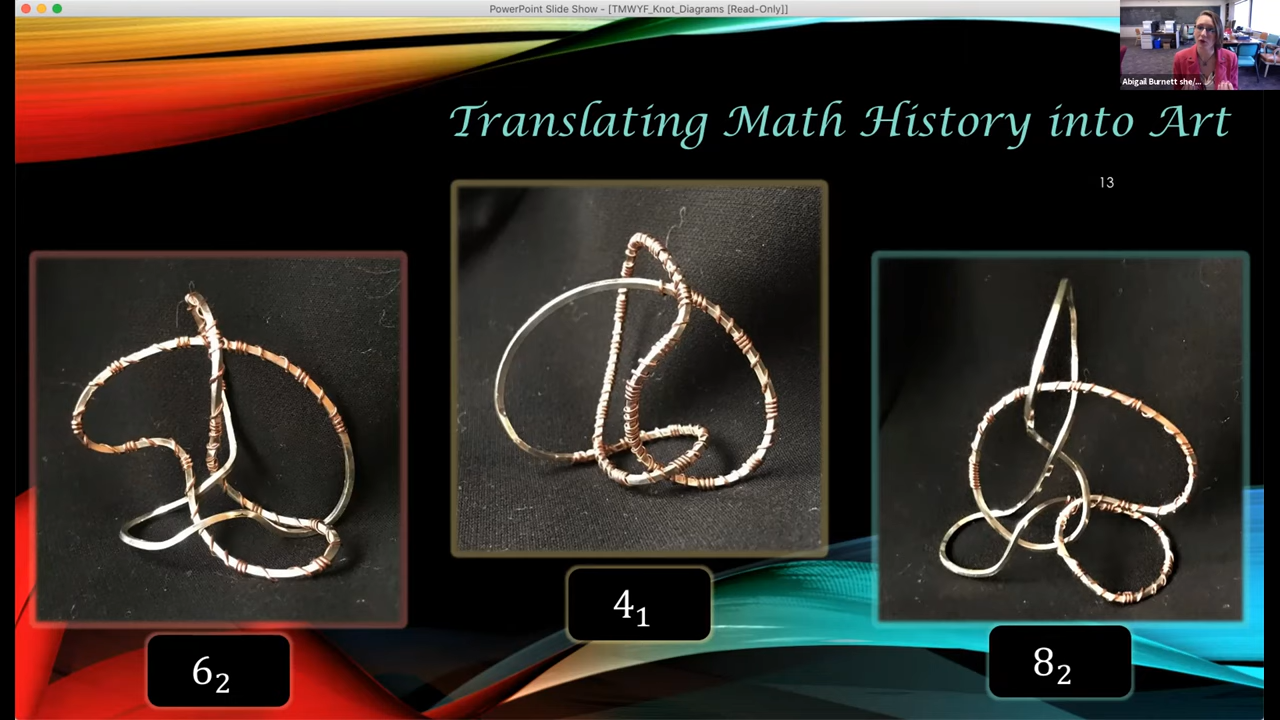 PowerPoint Slide Show - [TMWYF_Knot_Diagrams [Read-Only]]
Abigail Burnett she/...
Translating Math History into Art
13
4₁
6₂
8₂